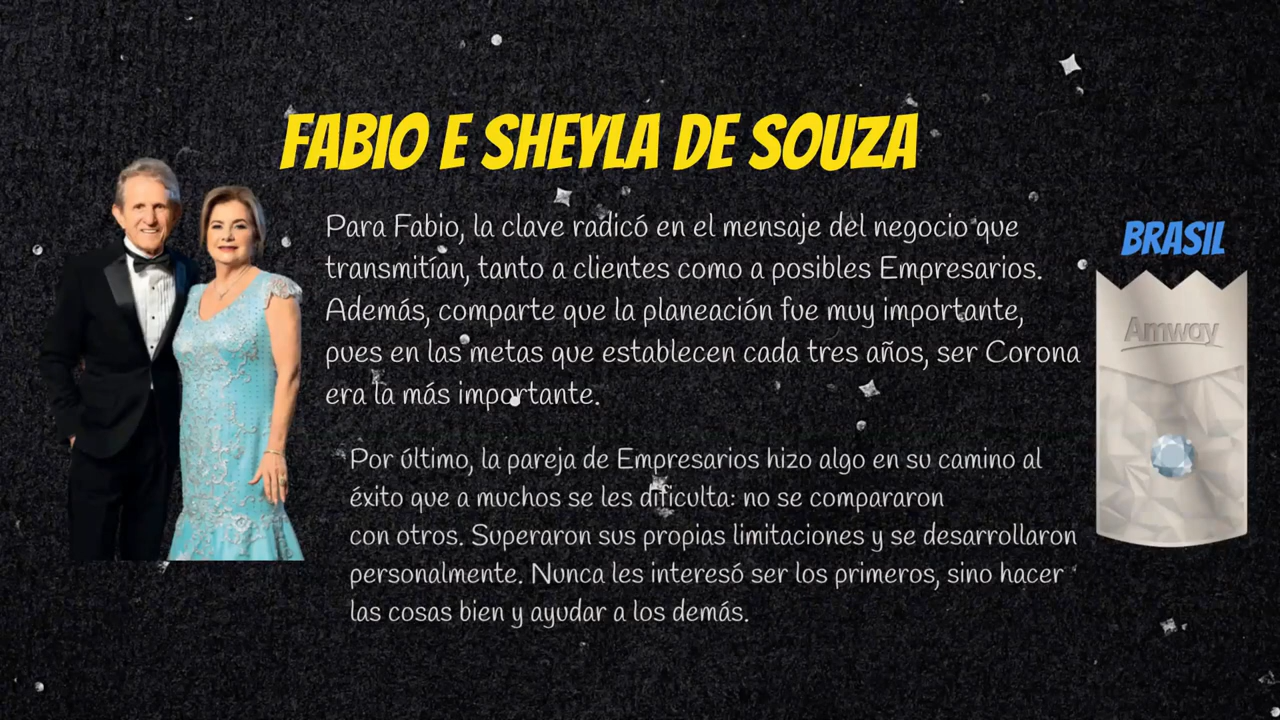 FABIO E SHEYLA DE SOUZA
Para Fabio, la clave radicó en el mensaje del negocio que
transmitían, tanto a clientes como a posibles Empresarios.
Además, comparte que la planeación fue muy importante,
pues en las metas que establecen cada tres años, ser Corona
era la más importante.
Por último, la pareja de Empresarios hizo algo en su camino al
éxito que a muchos se les dificulta: no se compararon
con otros. Superaron sus propias limitaciones y se desarrollaron
personalmente. Nunca les interesó ser los primeros, sino hacer
las cosas bien y ayudar a los demás.
BRASIL
Amway